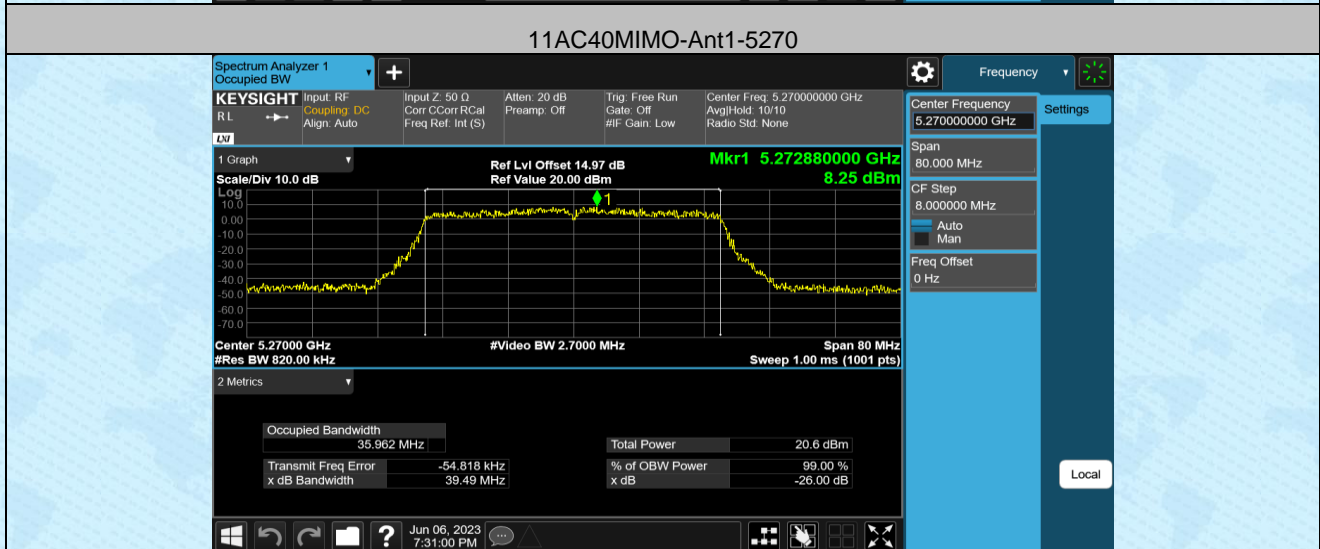 11AC40MIMO-Ant1-5270
Spectrum Analyzer 1
Occupied BW
Frequency
KEYSIGHT
R L
LXI
Input: RF
Coupling: DC
Align: Auto
Input Z: 50 Ω
Corr CCorr RCal
Freq Ref: Int (S)
Atten: 20 dB
Preamp: Off
Trig: Free Run
Gate: Off
#IF Gain: Low
Center Freq: 5.270000000 GHz
Avg|Hold: 10/10
Radio Std: None
Center Frequency
5.270000000 GHz
Settings
Span
80.000 MHz
CF Step
8.000000 MHz
Auto
Man
Freq Offset
0 Hz
1 Graph
Ref Lvl Offset 14.97 dB
Mkr1 5.272880000 GHz
Scale/Div 10.0 dB
Ref Value 20.00 dBm
8.25 dBm
Log
1
10.0
0.00
-10.0
-20.0
-30.0
-40.0
-50.0
-60.0
-70.0
Center 5.27000 GHz
#Video BW 2.7000 MHz
Span 80 MHz
#Res BW 820.00 kHz
Sweep 1.00 ms (1001 pts)
2 Metrics
Occupied Bandwidth
35.962 MHz
Total Power 20.6 dBm
Transmit Freq Error -54.818 kHz
% of OBW Power 99.00 %
x dB Bandwidth 39.49 MHz
x dB -26.00 dB
Local
?
Jun 06, 2023
7:31:00 PM